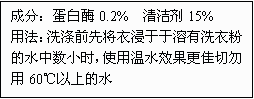 成分：蛋白酶 0.2%　清洁剂 15%
用法：洗涤前先将衣浸于于溶有洗衣粉
的水中数小时，使用温水效果更佳切勿
用 60℃以上的水